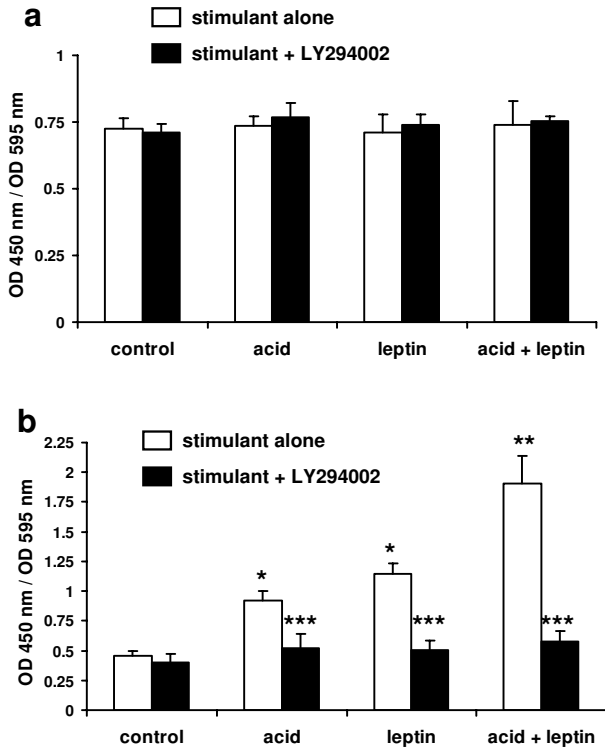 a
stimulant alone
stimulant + LY294002
OD 450 nm / OD 595 nm
1
0.75
0.5
0.25
0
control acid leptin acid + leptin
b
stimulant alone
stimulant + LY294002
OD 450 nm / OD 595 nm
2.25
2
1.75
1.5
1.25
1
0.75
0.5
0.25
0
**
* *
*** *** ***
control acid leptin acid + leptin